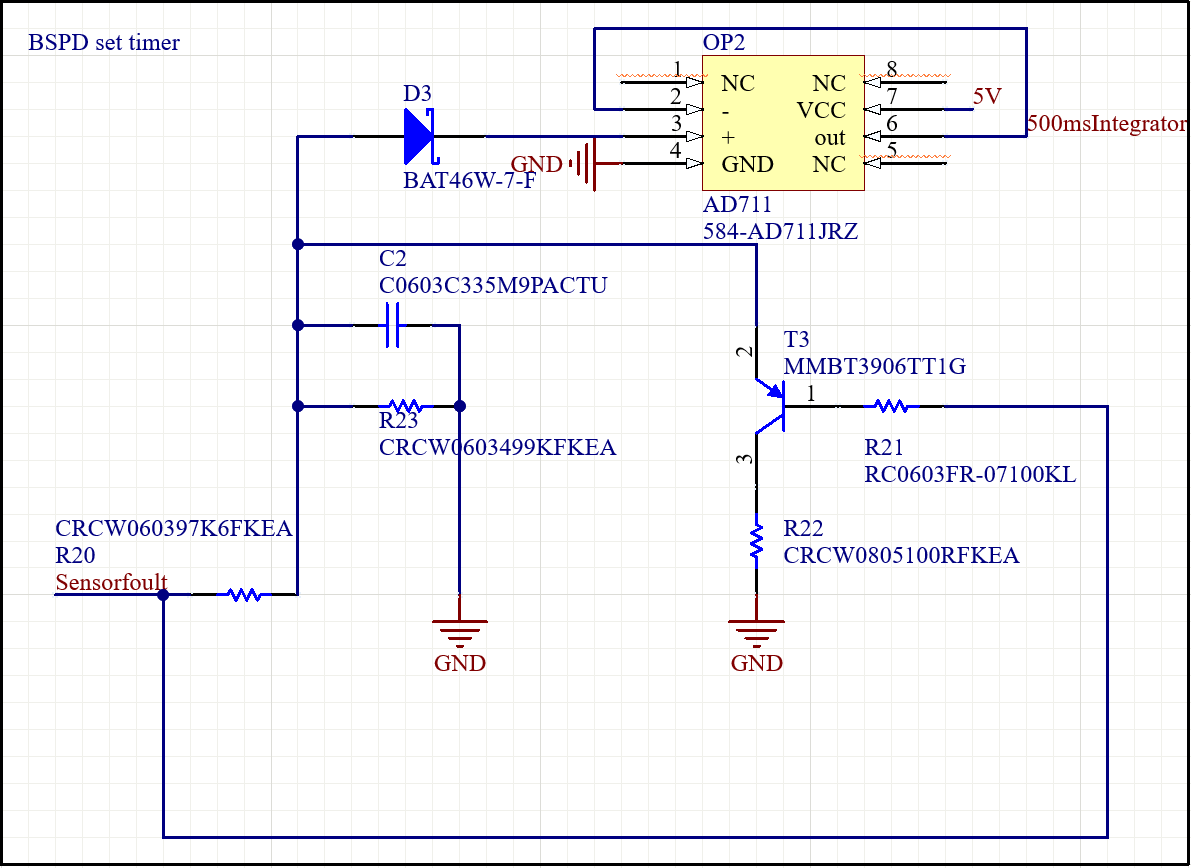 BSPD set timer
OP2
1
NC
NC
8
2
-
VCC
7
5V
3
+
out
6
500msIntegrator
4
GND
NC
5
GND
D3
BAT46W-7-F
AD711
584-AD711JRZ
C2
C0603C335M9PACTU
T3
MMBT3906TT1G
2
1
3
R23
CRCW0603499KFKEA
R21
RC0603FR-07100KL
CRCW060397K6FKEA
R20
Sensorfoult
R22
CRCW0805100RFKEA
GND
GND